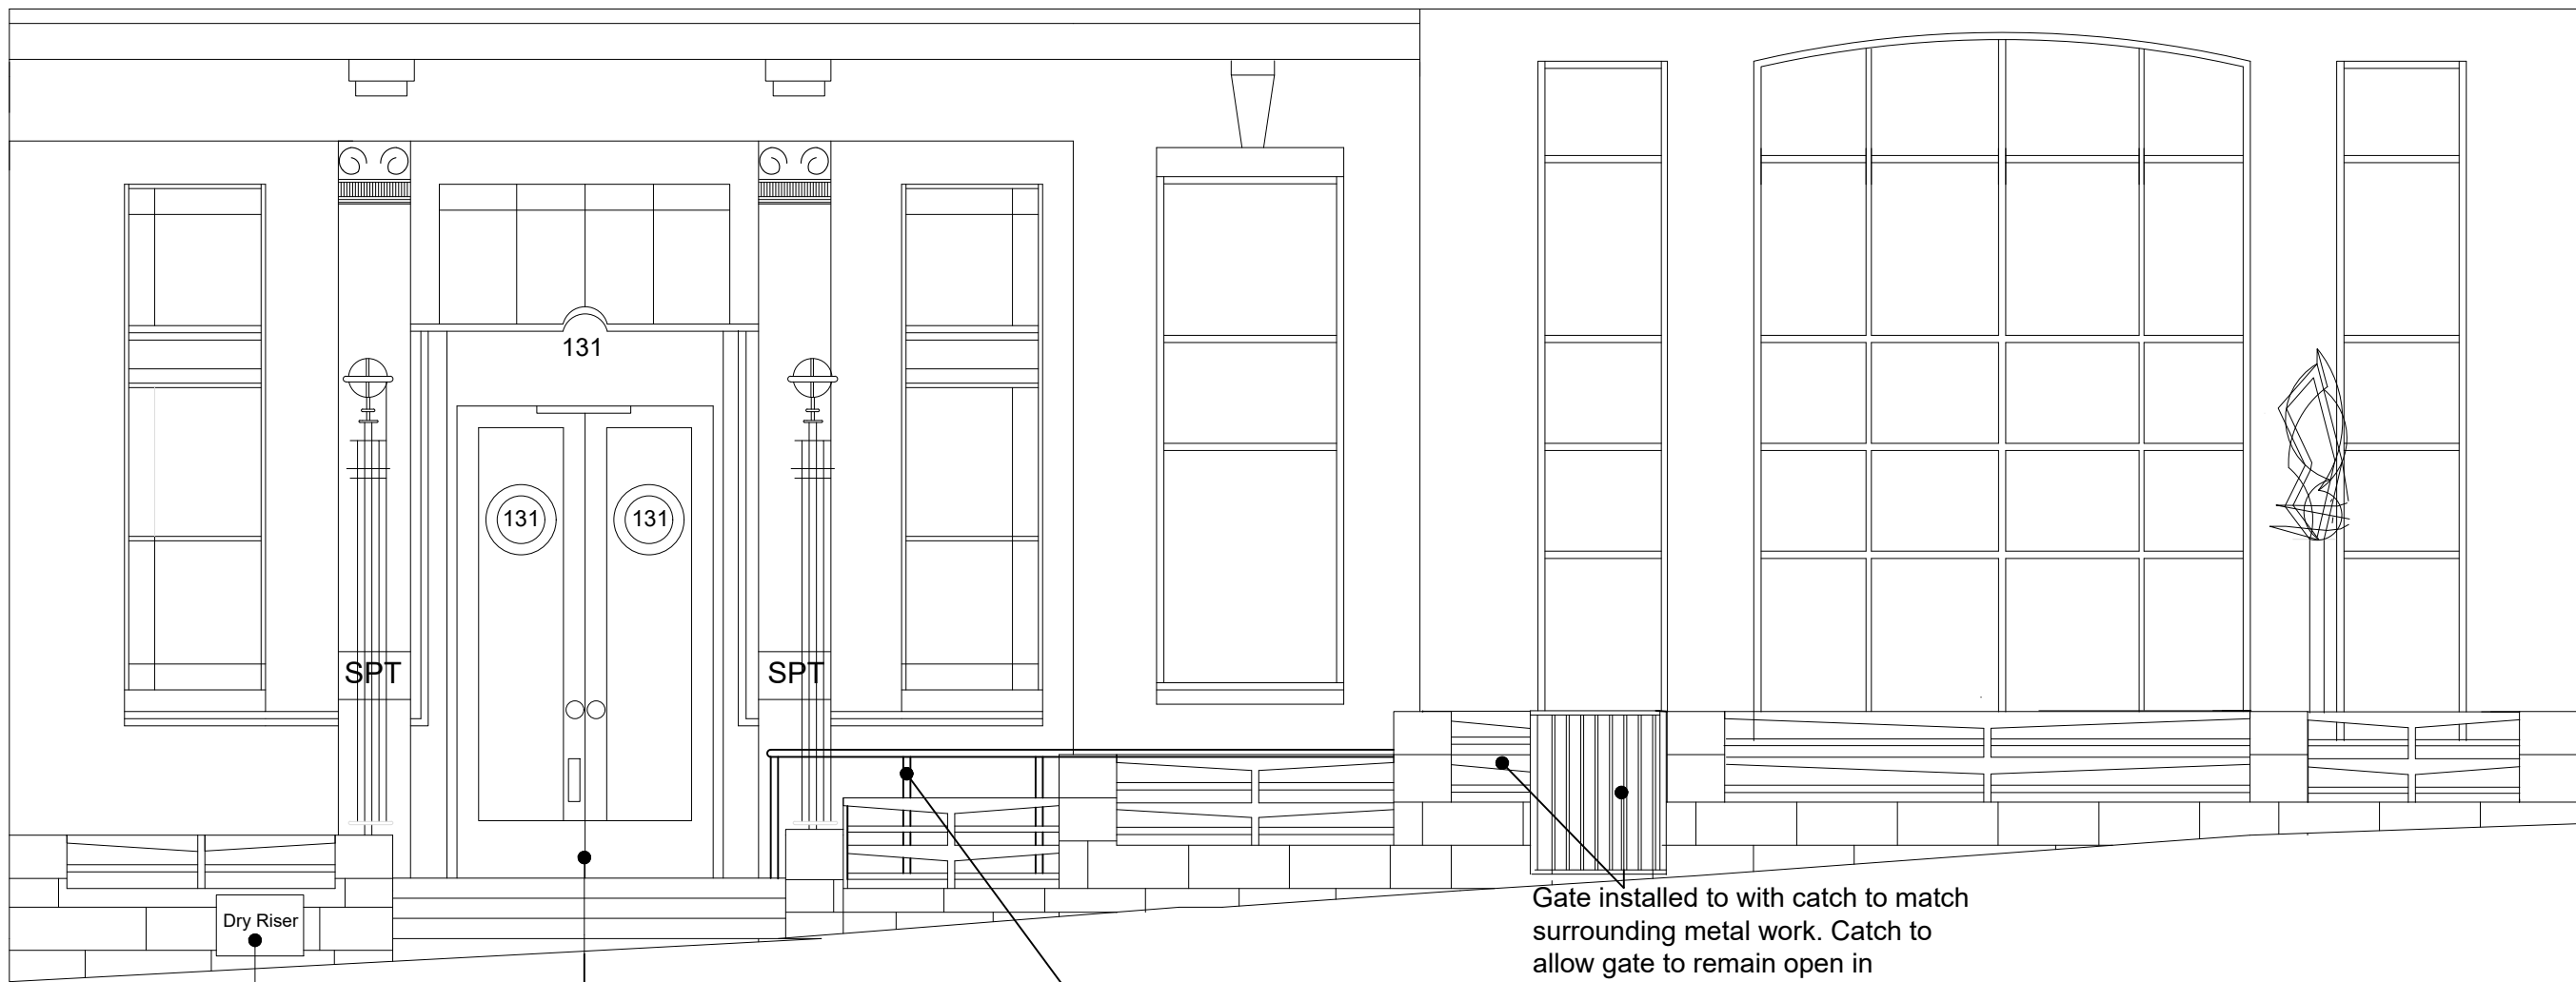 131
131
131
SPT
SPT
Dry Riser
Gate installed to with catch to match
surrounding metal work. Catch to
allow gate to remain open in